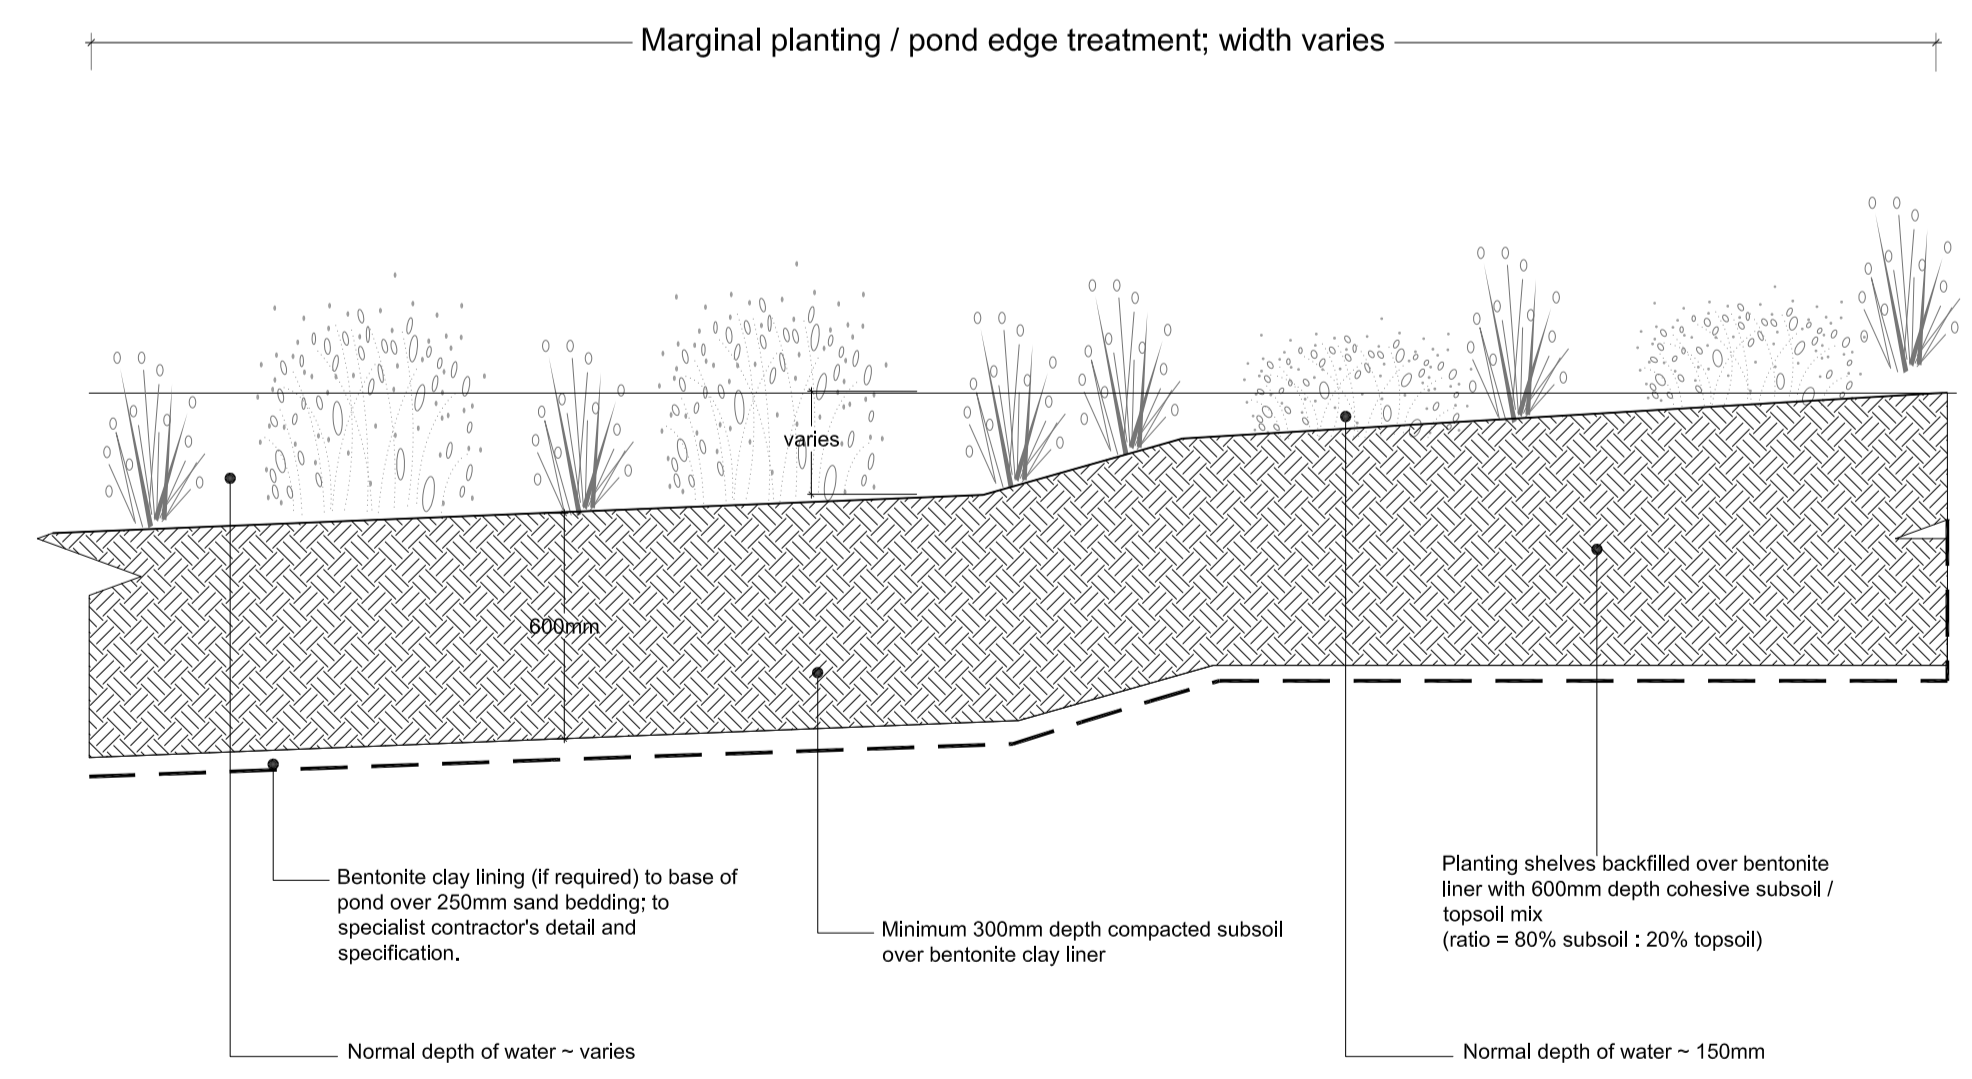 Marginal planting / pond edge treatment; width varies
varies
600mm
Bentonite clay lining (if required) to base of
pond over 250mm sand bedding; to
specialist contractor's detail and
specification.
Minimum 300mm depth compacted subsoil
over bentonite clay liner
Planting shelves backfilled over bentonite
liner with 600mm depth cohesive subsoil /
topsoil mix
(ratio = 80% subsoil : 20% topsoil)
Normal depth of water ~ varies
Normal depth of water ~ 150mm